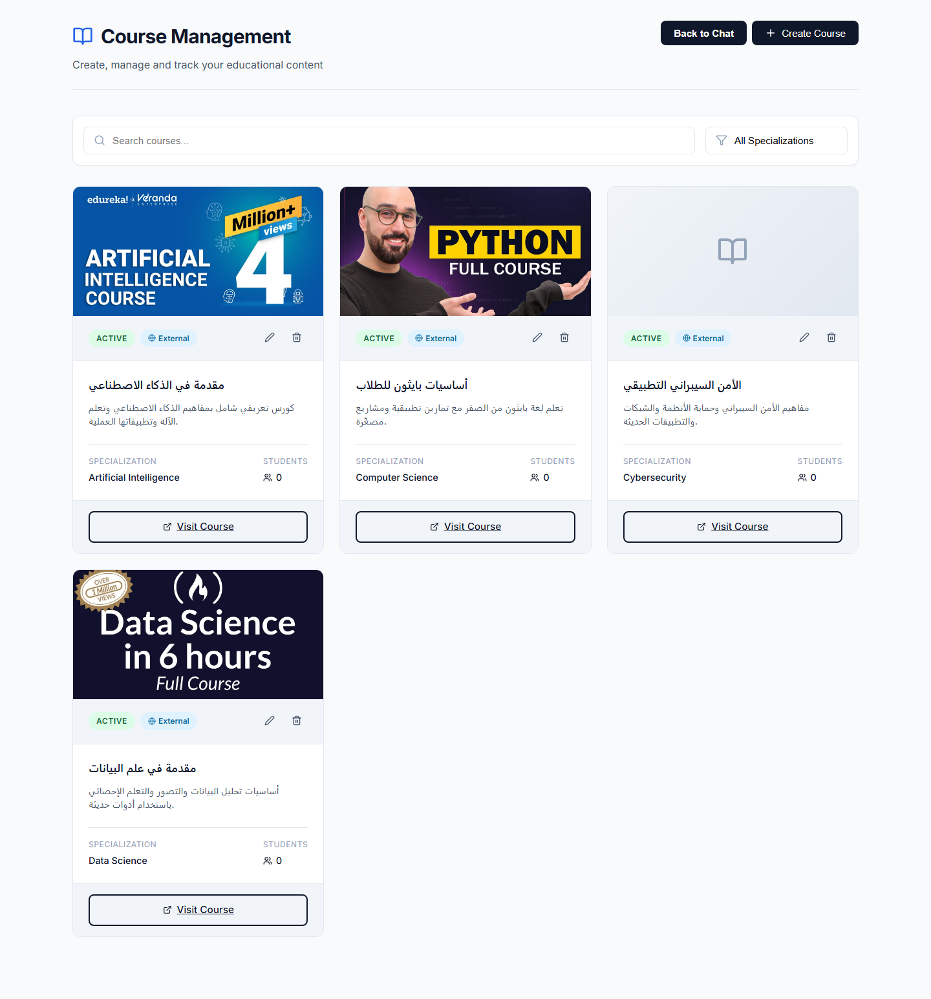 Course Management
Back to Chat
Create Course
Create, manage and track your educational content
Search courses...
All Specializations
edureka! Veranda
ENTERPRISE
Million+
views
4
ARTIFICIAL
INTELLIGENCE
COURSE
ACTIVE
External
مقدمة في الذكاء الاصطناعي
كورس تعريفي شامل بمفاهيم الذكاء الاصطناعي وتعلم
الآلة وتطبيقاتها العملية.
SPECIALIZATION
STUDENTS
Artificial Intelligence
0
Visit Course
PYTHON
FULL COURSE
ACTIVE
External
أساسيات بايثون للطلاب
تعلم لغة بايثون من الصفر مع تمارين تطبيقية ومشاريع
مصغّرة.
SPECIALIZATION
STUDENTS
Computer Science
0
Visit Course
ACTIVE
External
الأمن السيبراني التطبيقي
مفاهيم الأمن السيبراني وحماية الأنظمة والشبكات
والتطبيقات الحديثة.
SPECIALIZATION
STUDENTS
Cybersecurity
0
Visit Course
OVER
1 Million
VIEWS
Data Science
in 6 hours
Full Course
ACTIVE
External
مقدمة في علم البيانات
أساسيات تحليل البيانات والتصور والتعلم الإحصائي
باستخدام أدوات حديثة.
SPECIALIZATION
STUDENTS
Data Science
0
Visit Course